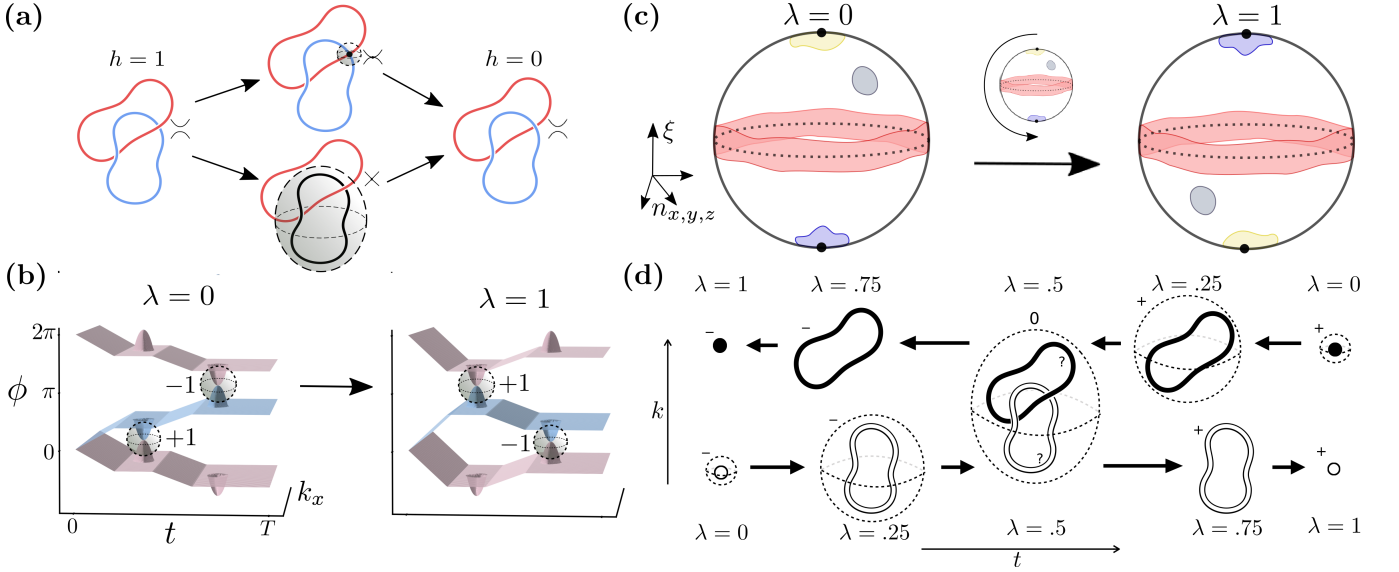 (a)
h = 1
h = 0
(b)
λ = 0
λ = 1
2π
ϕ
π
0
−1
+1
+1
−1
k_x
0
t
T
(c)
λ = 0
λ = 1
ξ
n_{x,y,z}
(d)
λ = 1
λ = .75
λ = .5
λ = .25
λ = 0
−
−
0
+
+
?
k
−
−
?
+
+
λ = 0
λ = .25
λ = .5
λ = .75
λ = 1
t